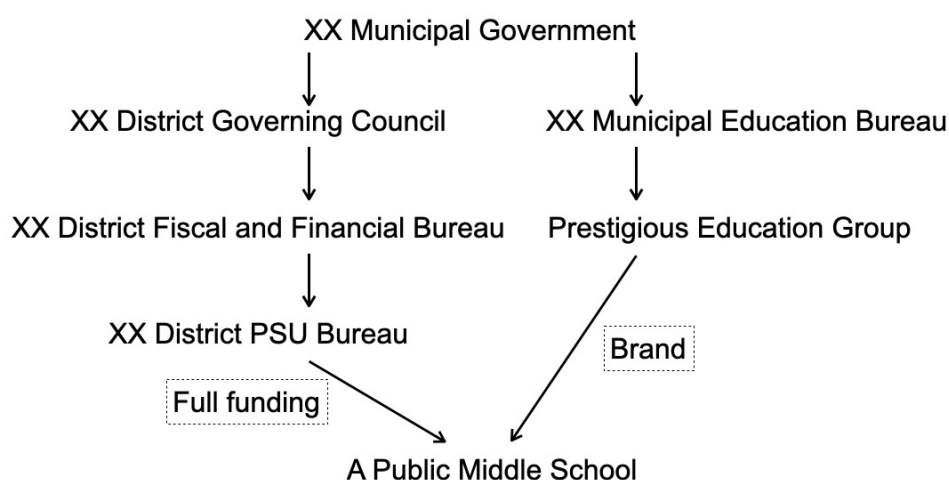 XX Municipal Government
XX District Governing Council
XX Municipal Education Bureau
XX District Fiscal and Financial Bureau
Prestigious Education Group
XX District PSU Bureau
Brand
Full funding
A Public Middle School